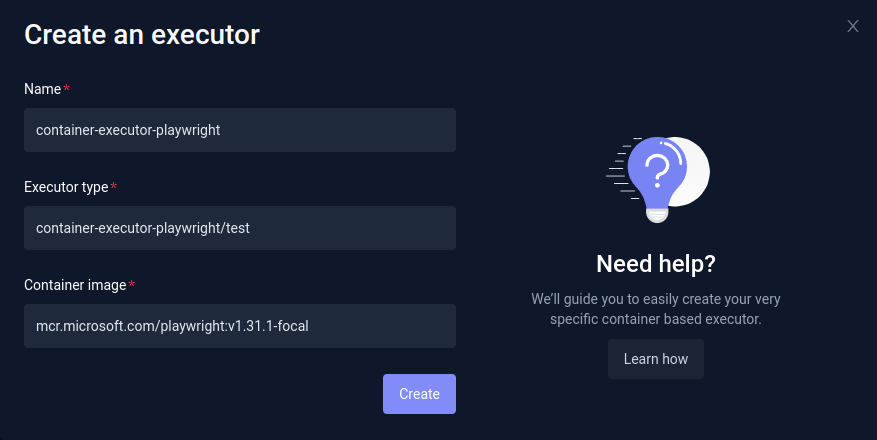 Create an executor
Name *
container-executor-playwright
Executor type *
container-executor-playwright/test
Container image *
mcr.microsoft.com/playwright:v1.31.1-focal
Create
Need help?
We’ll guide you to easily create your very
specific container based executor.
Learn how